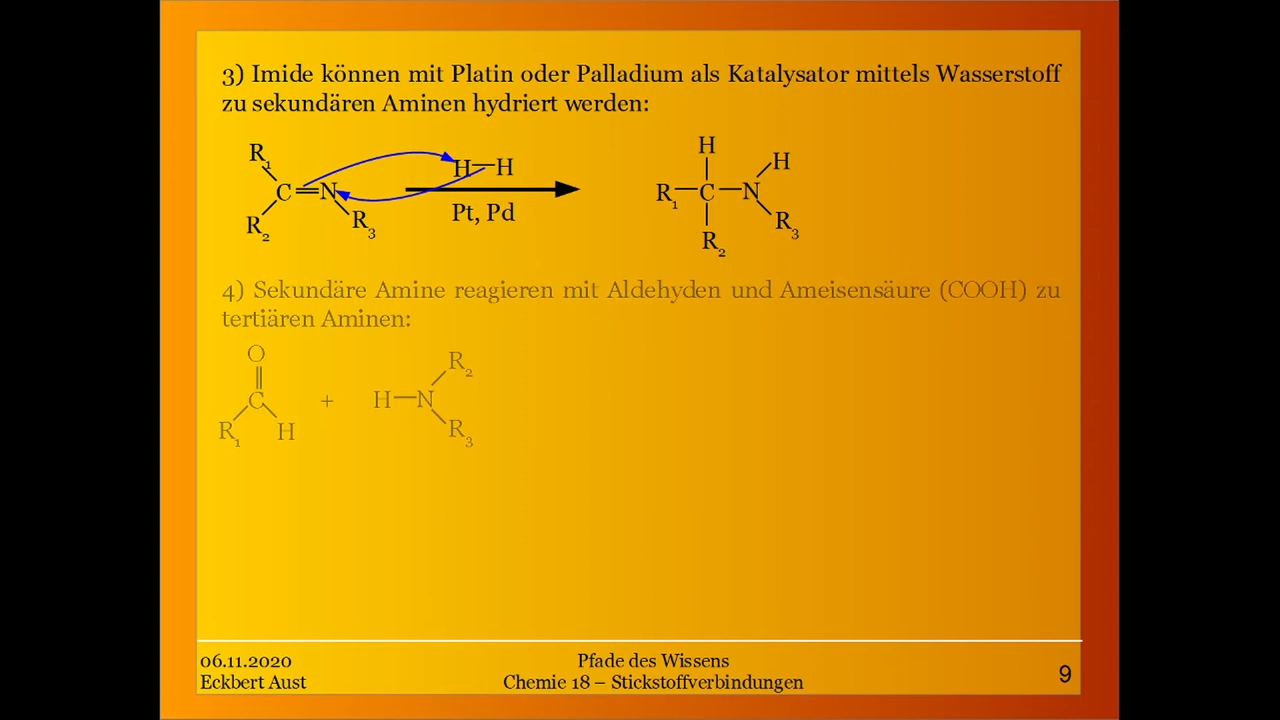 3) Imide können mit Platin oder Palladium als Katalysator mittels Wasserstoff
zu sekundären Aminen hydriert werden:
R₁
C=N
R₂
R₃
H—H
Pt, Pd
H
H
R₁—C—N
R₂
R₃
4) Sekundäre Amine reagieren mit Aldehyden und Ameisensäure (COOH) zu
tertiären Aminen:
O
C
R₁
H
+
H—N
R₂
R₃
06.11.2020
Eckbert Aust
Pfade des Wissens
Chemie 18 – Stickstoffverbindungen
9